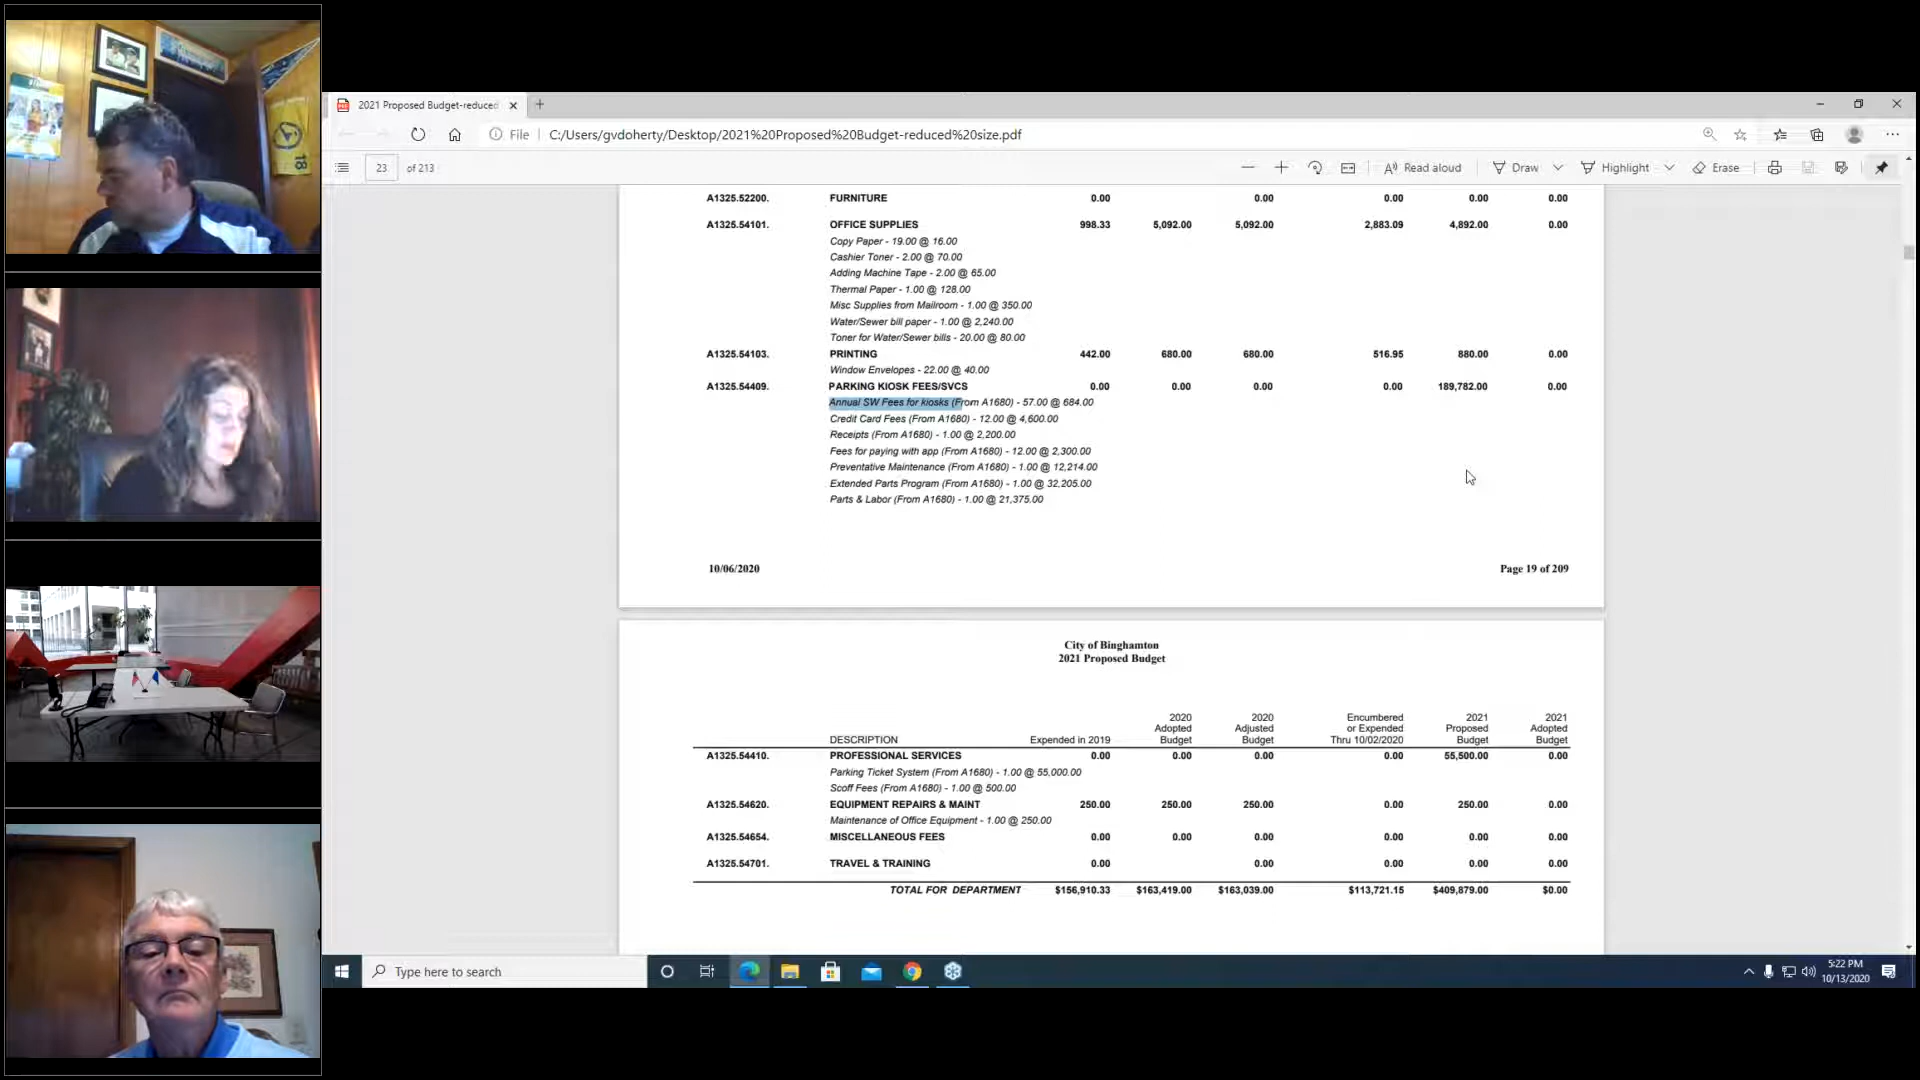 2021 Proposed Budget-reduced
File C:/Users/gvdoherty/Desktop/2021%20Proposed%20Budget-reduced%20size.pdf
23 of 213 Read aloud Draw Highlight Erase
A1325.52200. FURNITURE 0.00 0.00 0.00 0.00 0.00
A1325.54101. OFFICE SUPPLIES 998.33 5,092.00 5,092.00 2,883.09 4,892.00 0.00
Copy Paper - 19.00 @ 16.00
Cashier Toner - 2.00 @ 70.00
Adding Machine Tape - 2.00 @ 65.00
Thermal Paper - 1.00 @ 128.00
Misc Supplies from Mailroom - 1.00 @ 350.00
Water/Sewer bill paper - 1.00 @ 2,240.00
Toner for Water/Sewer bills - 20.00 @ 80.00
A1325.54103. PRINTING 442.00 680.00 680.00 516.95 880.00 0.00
Window Envelopes - 22.00 @ 40.00
A1325.54409. PARKING KIOSK FEES/SVCS 0.00 0.00 0.00 0.00 189,782.00 0.00
Annual SW Fees for kiosks (From A1680) - 57.00 @ 684.00
Credit Card Fees (From A1680) - 12.00 @ 4,600.00
Receipts (From A1680) - 1.00 @ 2,200.00
Fees for paying with app (From A1680) - 12.00 @ 2,300.00
Preventative Maintenance (From A1680) - 1.00 @ 12,214.00
Extended Parts Program (From A1680) - 1.00 @ 32,205.00
Parts & Labor (From A1680) - 1.00 @ 21,375.00
10/06/2020 Page 19 of 209
City of Binghamton
2021 Proposed Budget
2020 2020 Encumbered 2021 2021
Adopted Adjusted or Expended Proposed Adopted
DESCRIPTION Expended in 2019 Budget Budget Thru 10/02/2020 Budget Budget
A1325.54410. PROFESSIONAL SERVICES 0.00 0.00 0.00 0.00 55,500.00 0.00
Parking Ticket System (From A1680) - 1.00 @ 55,000.00
Scoff Fees (From A1680) - 1.00 @ 500.00
A1325.54620. EQUIPMENT REPAIRS & MAINT 250.00 250.00 250.00 0.00 250.00 0.00
Maintenance of Office Equipment - 1.00 @ 250.00
A1325.54654. MISCELLANEOUS FEES 0.00 0.00 0.00 0.00 0.00 0.00
A1325.54701. TRAVEL & TRAINING 0.00 0.00 0.00 0.00 0.00
TOTAL FOR DEPARTMENT $156,910.33 $163,419.00 $163,039.00 $113,721.15 $409,879.00 $0.00
Type here to search
5:22 PM
10/13/2020
18